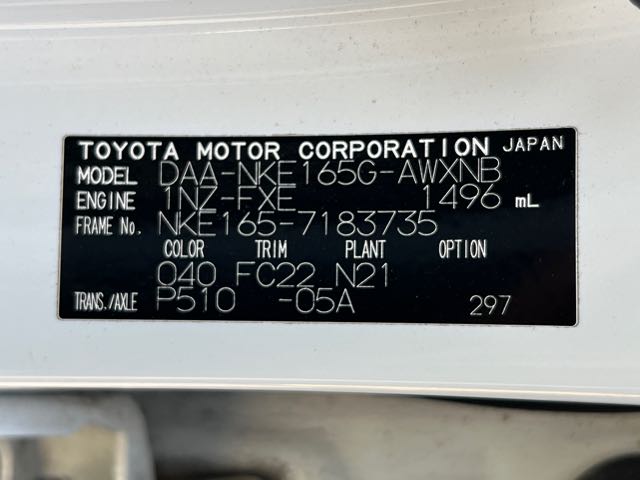 TOYOTA MOTOR CORPORATION JAPAN
MODEL DAA-NKE165G-AWXNB
ENGINE 1NZ-FXE 1496 mL
FRAME No. NKE165-7183735
COLOR TRIM PLANT OPTION
040 FC22 N21
TRANS./AXLE P510 -05A 297